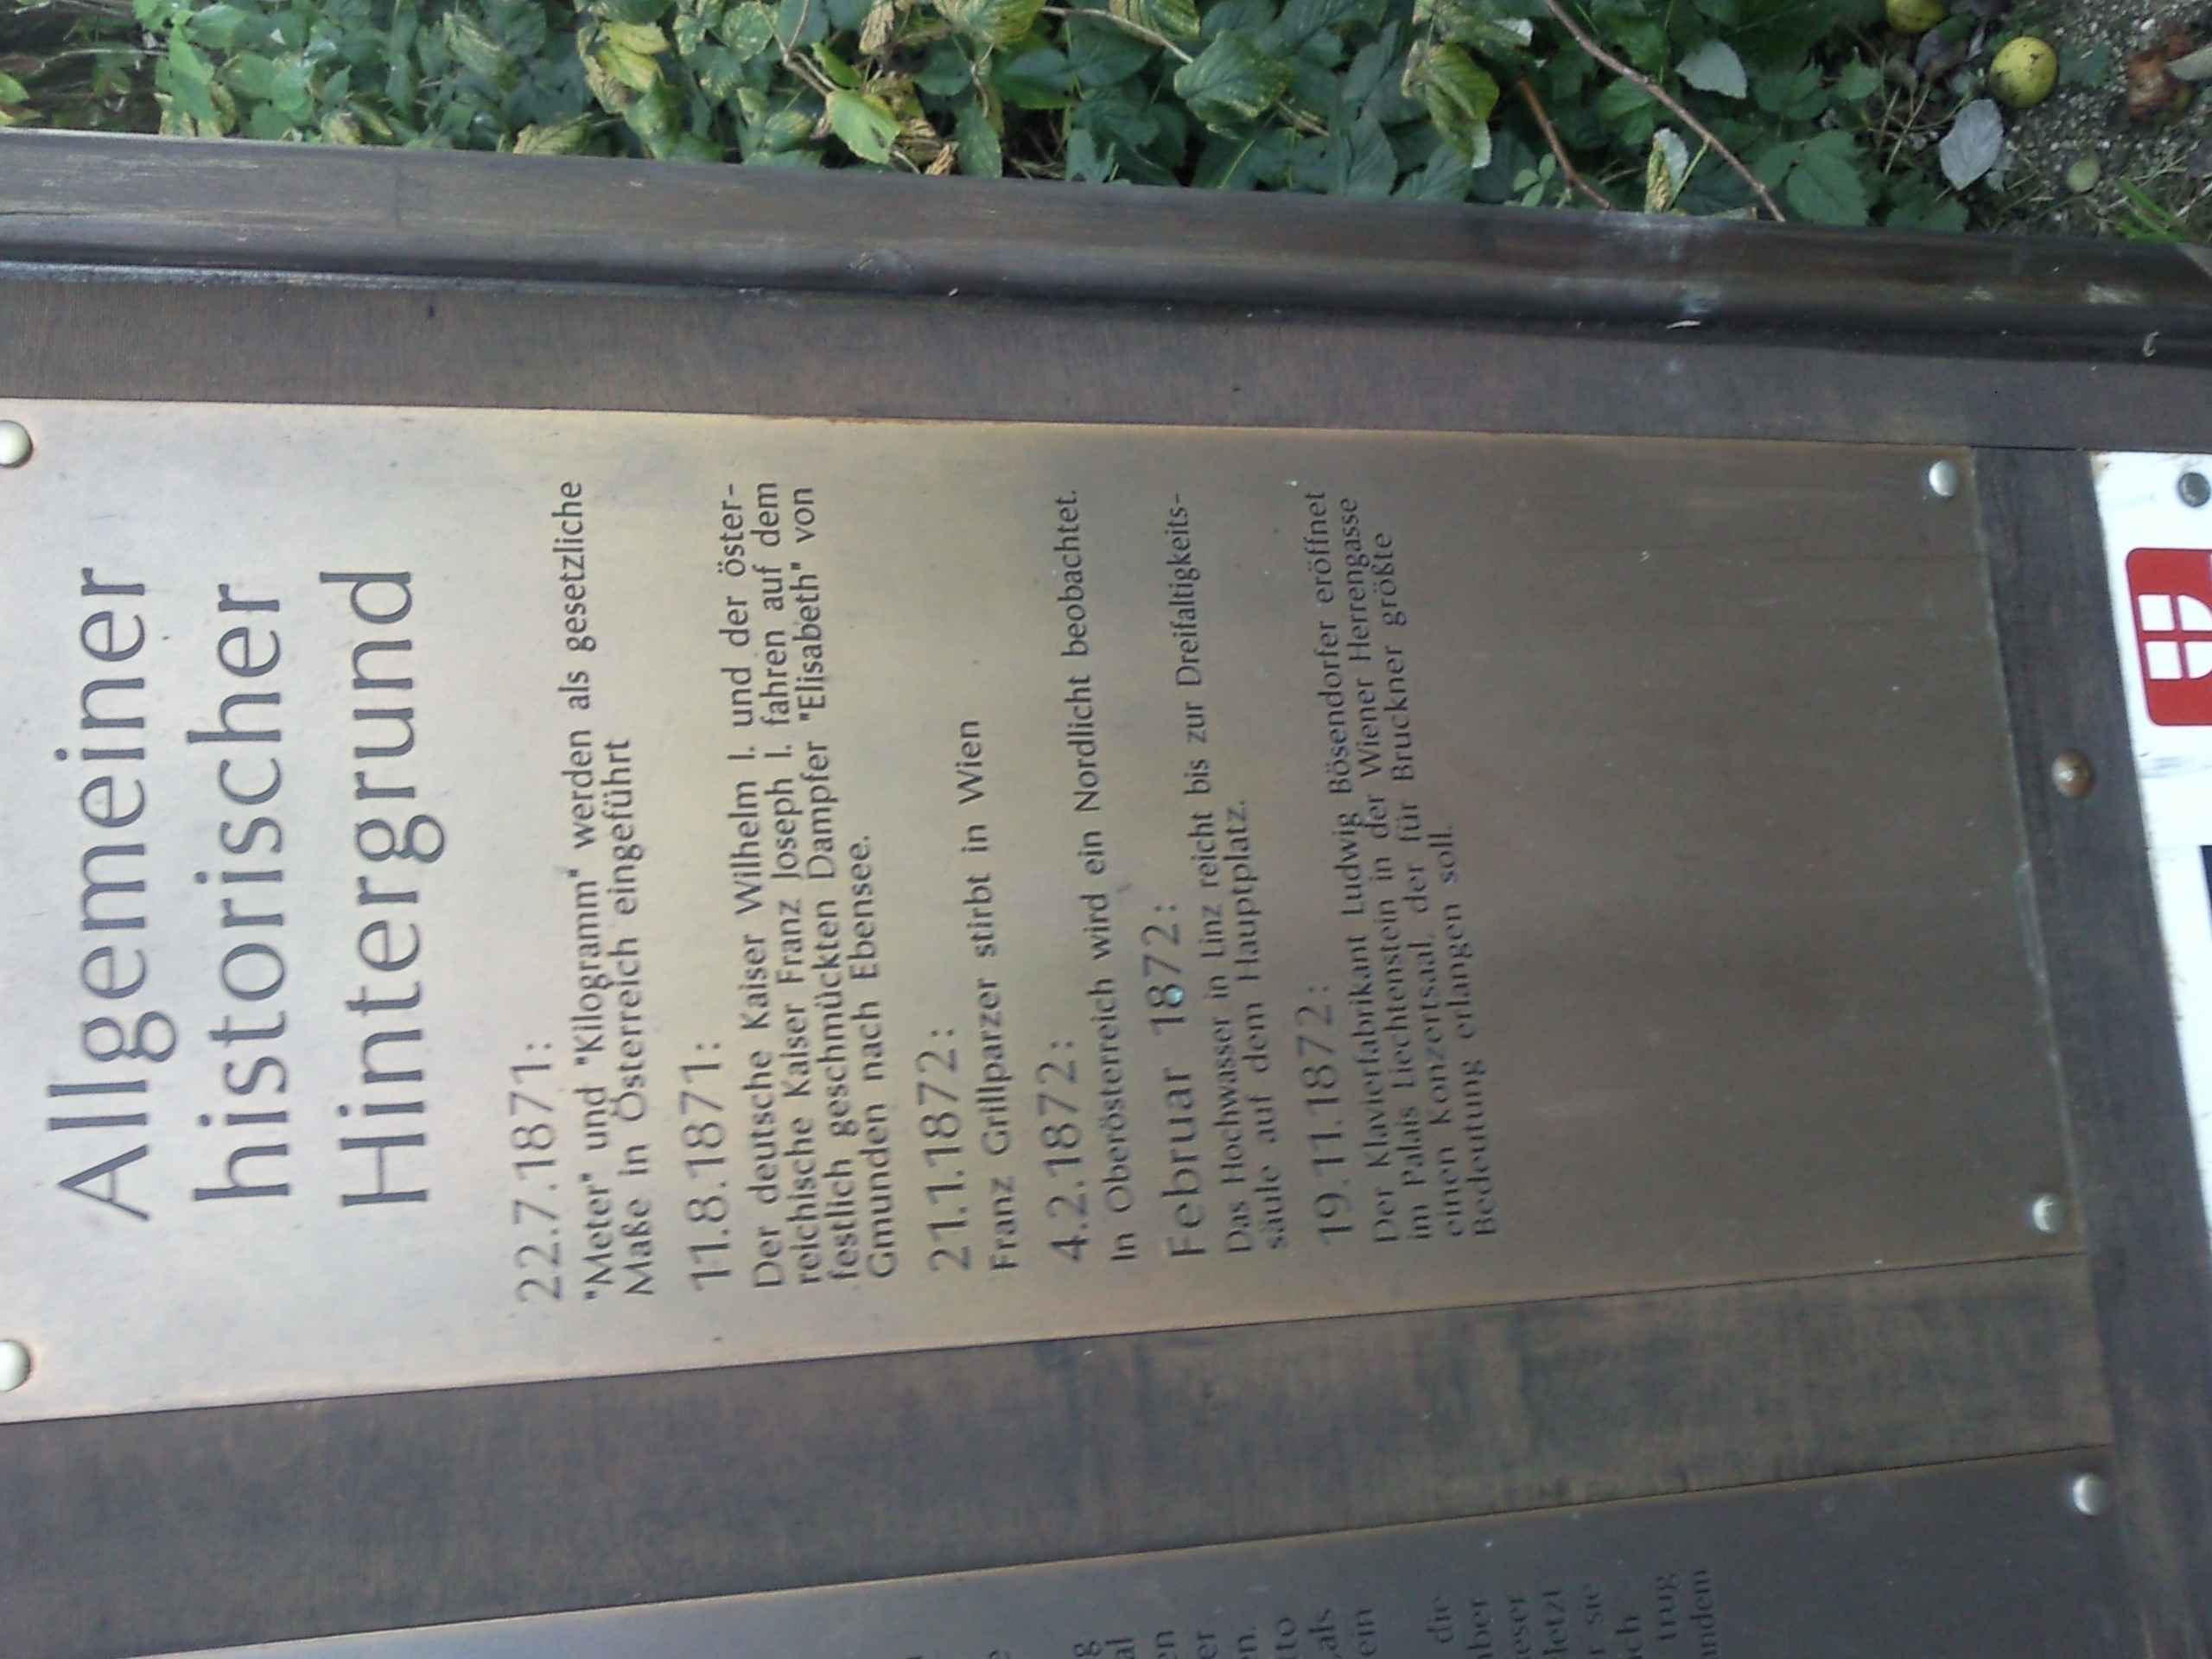 Allgemeiner
historischer
Hintergrund
22.7.1871:
"Meter" und "Kilogramm" werden als gesetzliche
Maße in Österreich eingeführt
11.8.1871:
Der deutsche Kaiser Wilhelm I. und der öster-
reichische Kaiser Franz Joseph I. fahren auf dem
festlich geschmückten Dampfer "Elisabeth" von
Gmunden nach Ebensee.
21.1.1872:
Franz Grillparzer stirbt in Wien
4.2.1872:
In Oberösterreich wird ein Nordlicht beobachtet.
Februar 1872:
Das Hochwasser in Linz reicht bis zur Dreifaltigkeits-
säule auf dem Hauptplatz.
19.11.1872:
Der Klavierfabrikant Ludwig Bösendorfer eröffnet
im Palais Liechtenstein in der Wiener Herrengasse
einen Konzertsaal, der für Bruckner größte
Bedeutung erlangen soll.
die
trug